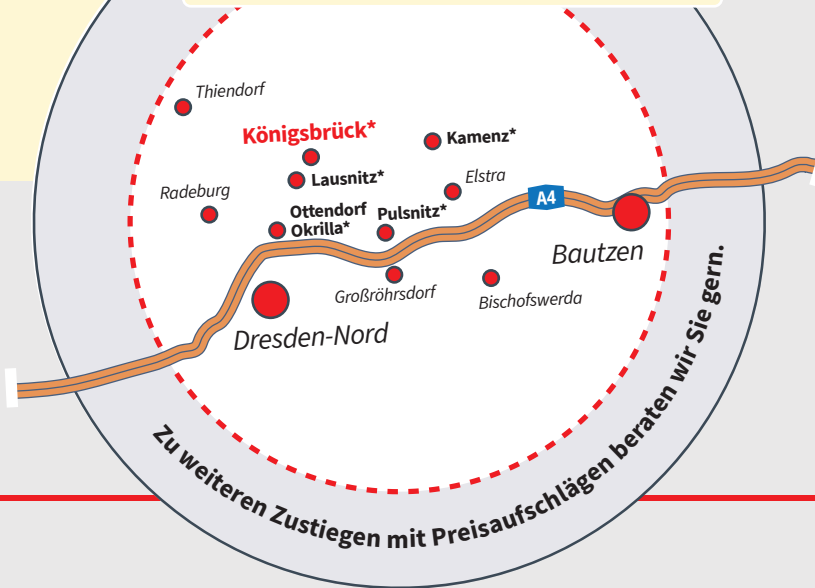 Thiendorf
Königsbrück*
Kamenz*
Lausnitz*
Elstra
Radeburg
Ottendorf
Okrilla*
Pulsnitz*
A4
Bautzen
Großröhrsdorf
Bischofswerda
Dresden-Nord
Zu weiteren Zustiegen mit Preisaufschlägen beraten wir Sie gern.